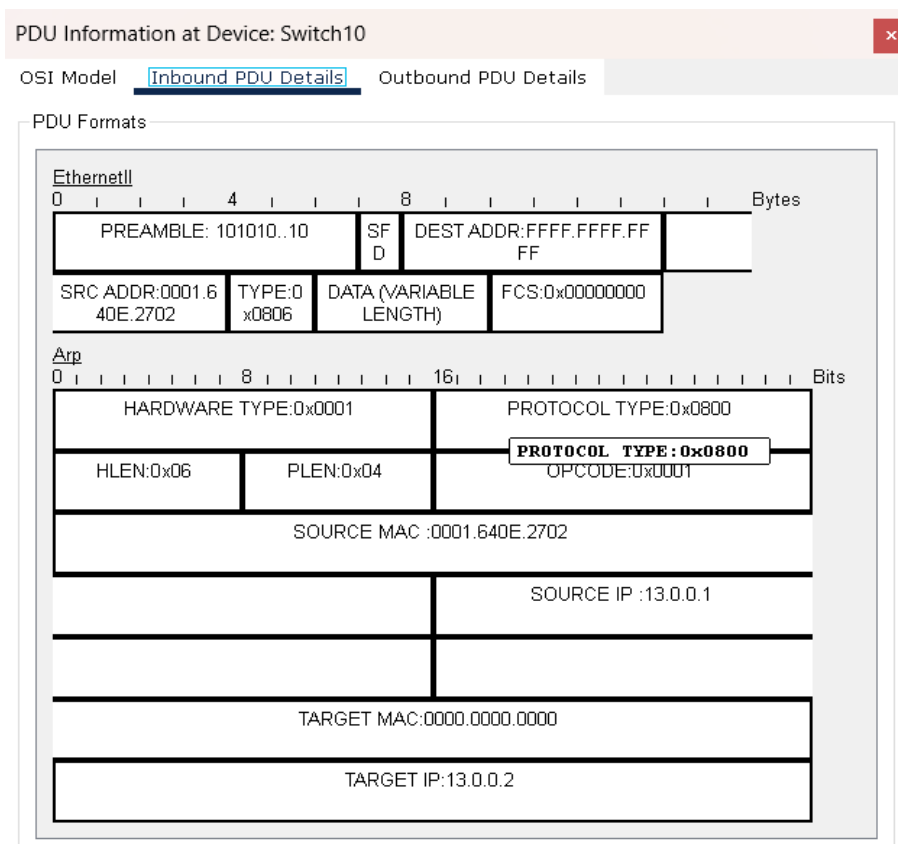 PDU Information at Device: Switch10
×
OSI Model Inbound PDU Details Outbound PDU Details
PDU Formats
EthernetII
0 4 8 Bytes
PREAMBLE: 101010..10
SF
D
DEST ADDR:FFFF.FFFF.FF
FF
SRC ADDR:0001.6
40E.2702
TYPE:0
x0806
DATA (VARIABLE
LENGTH)
FCS:0x00000000
Arp
0 8 16 Bits
HARDWARE TYPE:0x0001 PROTOCOL TYPE:0x0800
PROTOCOL TYPE:0x0800
HLEN:0x06 PLEN:0x04 OPCODE:0x0001
SOURCE MAC :0001.640E.2702
SOURCE IP :13.0.0.1
TARGET MAC:0000.0000.0000
TARGET IP:13.0.0.2